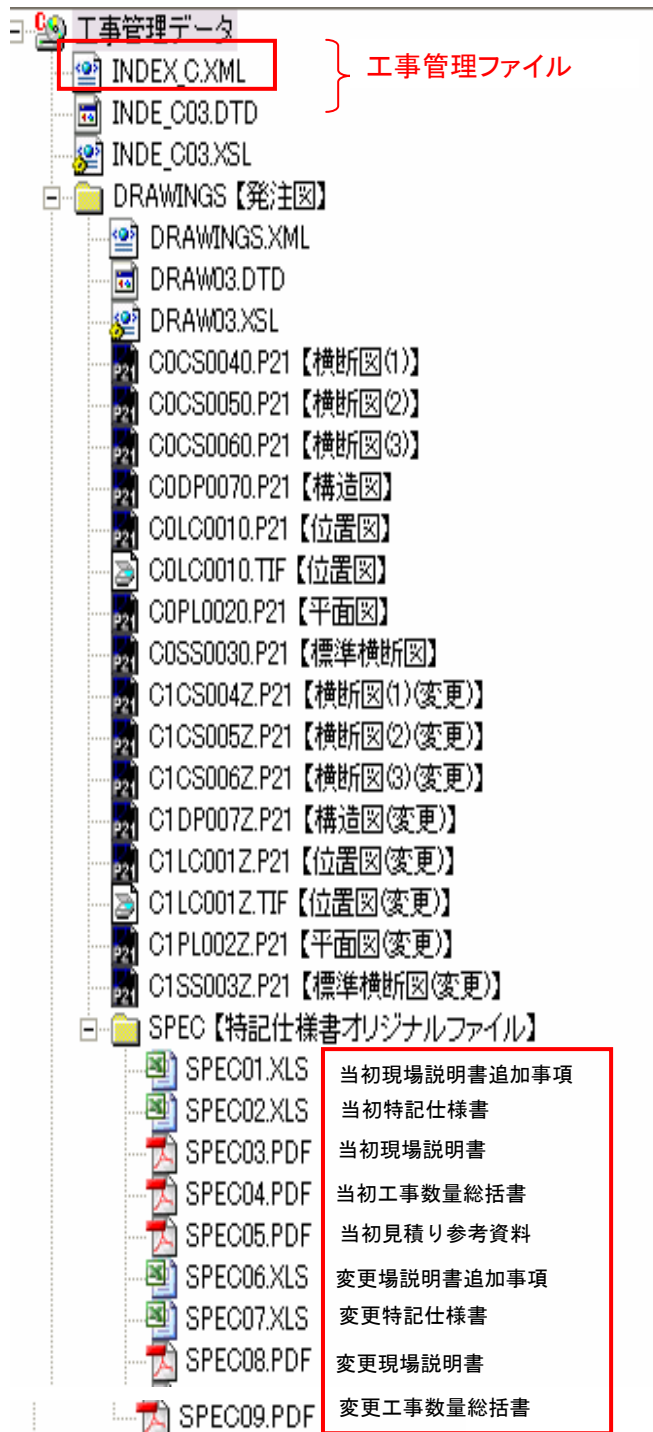 工事管理データ
INDEX_C.XML
工事管理ファイル
INDE_C03.DTD
INDE_C03.XSL
DRAWINGS【発注図】
DRAWINGS.XML
DRAW03.DTD
DRAW03.XSL
C0CS0040.P21【横断図(1)】
C0CS0050.P21【横断図(2)】
C0CS0060.P21【横断図(3)】
C0DP0070.P21【構造図】
C0LC0010.P21【位置図】
C0LC0010.TIF【位置図】
C0PL0020.P21【平面図】
C0SS0030.P21【標準横断図】
C1CS004Z.P21【横断図(1)(変更)】
C1CS005Z.P21【横断図(2)(変更)】
C1CS006Z.P21【横断図(3)(変更)】
C1DP007Z.P21【構造図(変更)】
C1LC001Z.P21【位置図(変更)】
C1LC001Z.TIF【位置図(変更)】
C1PL002Z.P21【平面図(変更)】
C1SS003Z.P21【標準横断図(変更)】
SPEC【特記仕様書オリジナルファイル】
SPEC01.XLS 当初現場説明書追加事項
SPEC02.XLS 当初特記仕様書
SPEC03.PDF 当初現場説明書
SPEC04.PDF 当初工事数量総括書
SPEC05.PDF 当初見積り参考資料
SPEC06.XLS 変更場説明書追加事項
SPEC07.XLS 変更特記仕様書
SPEC08.PDF 変更現場説明書
SPEC09.PDF 変更工事数量総括書